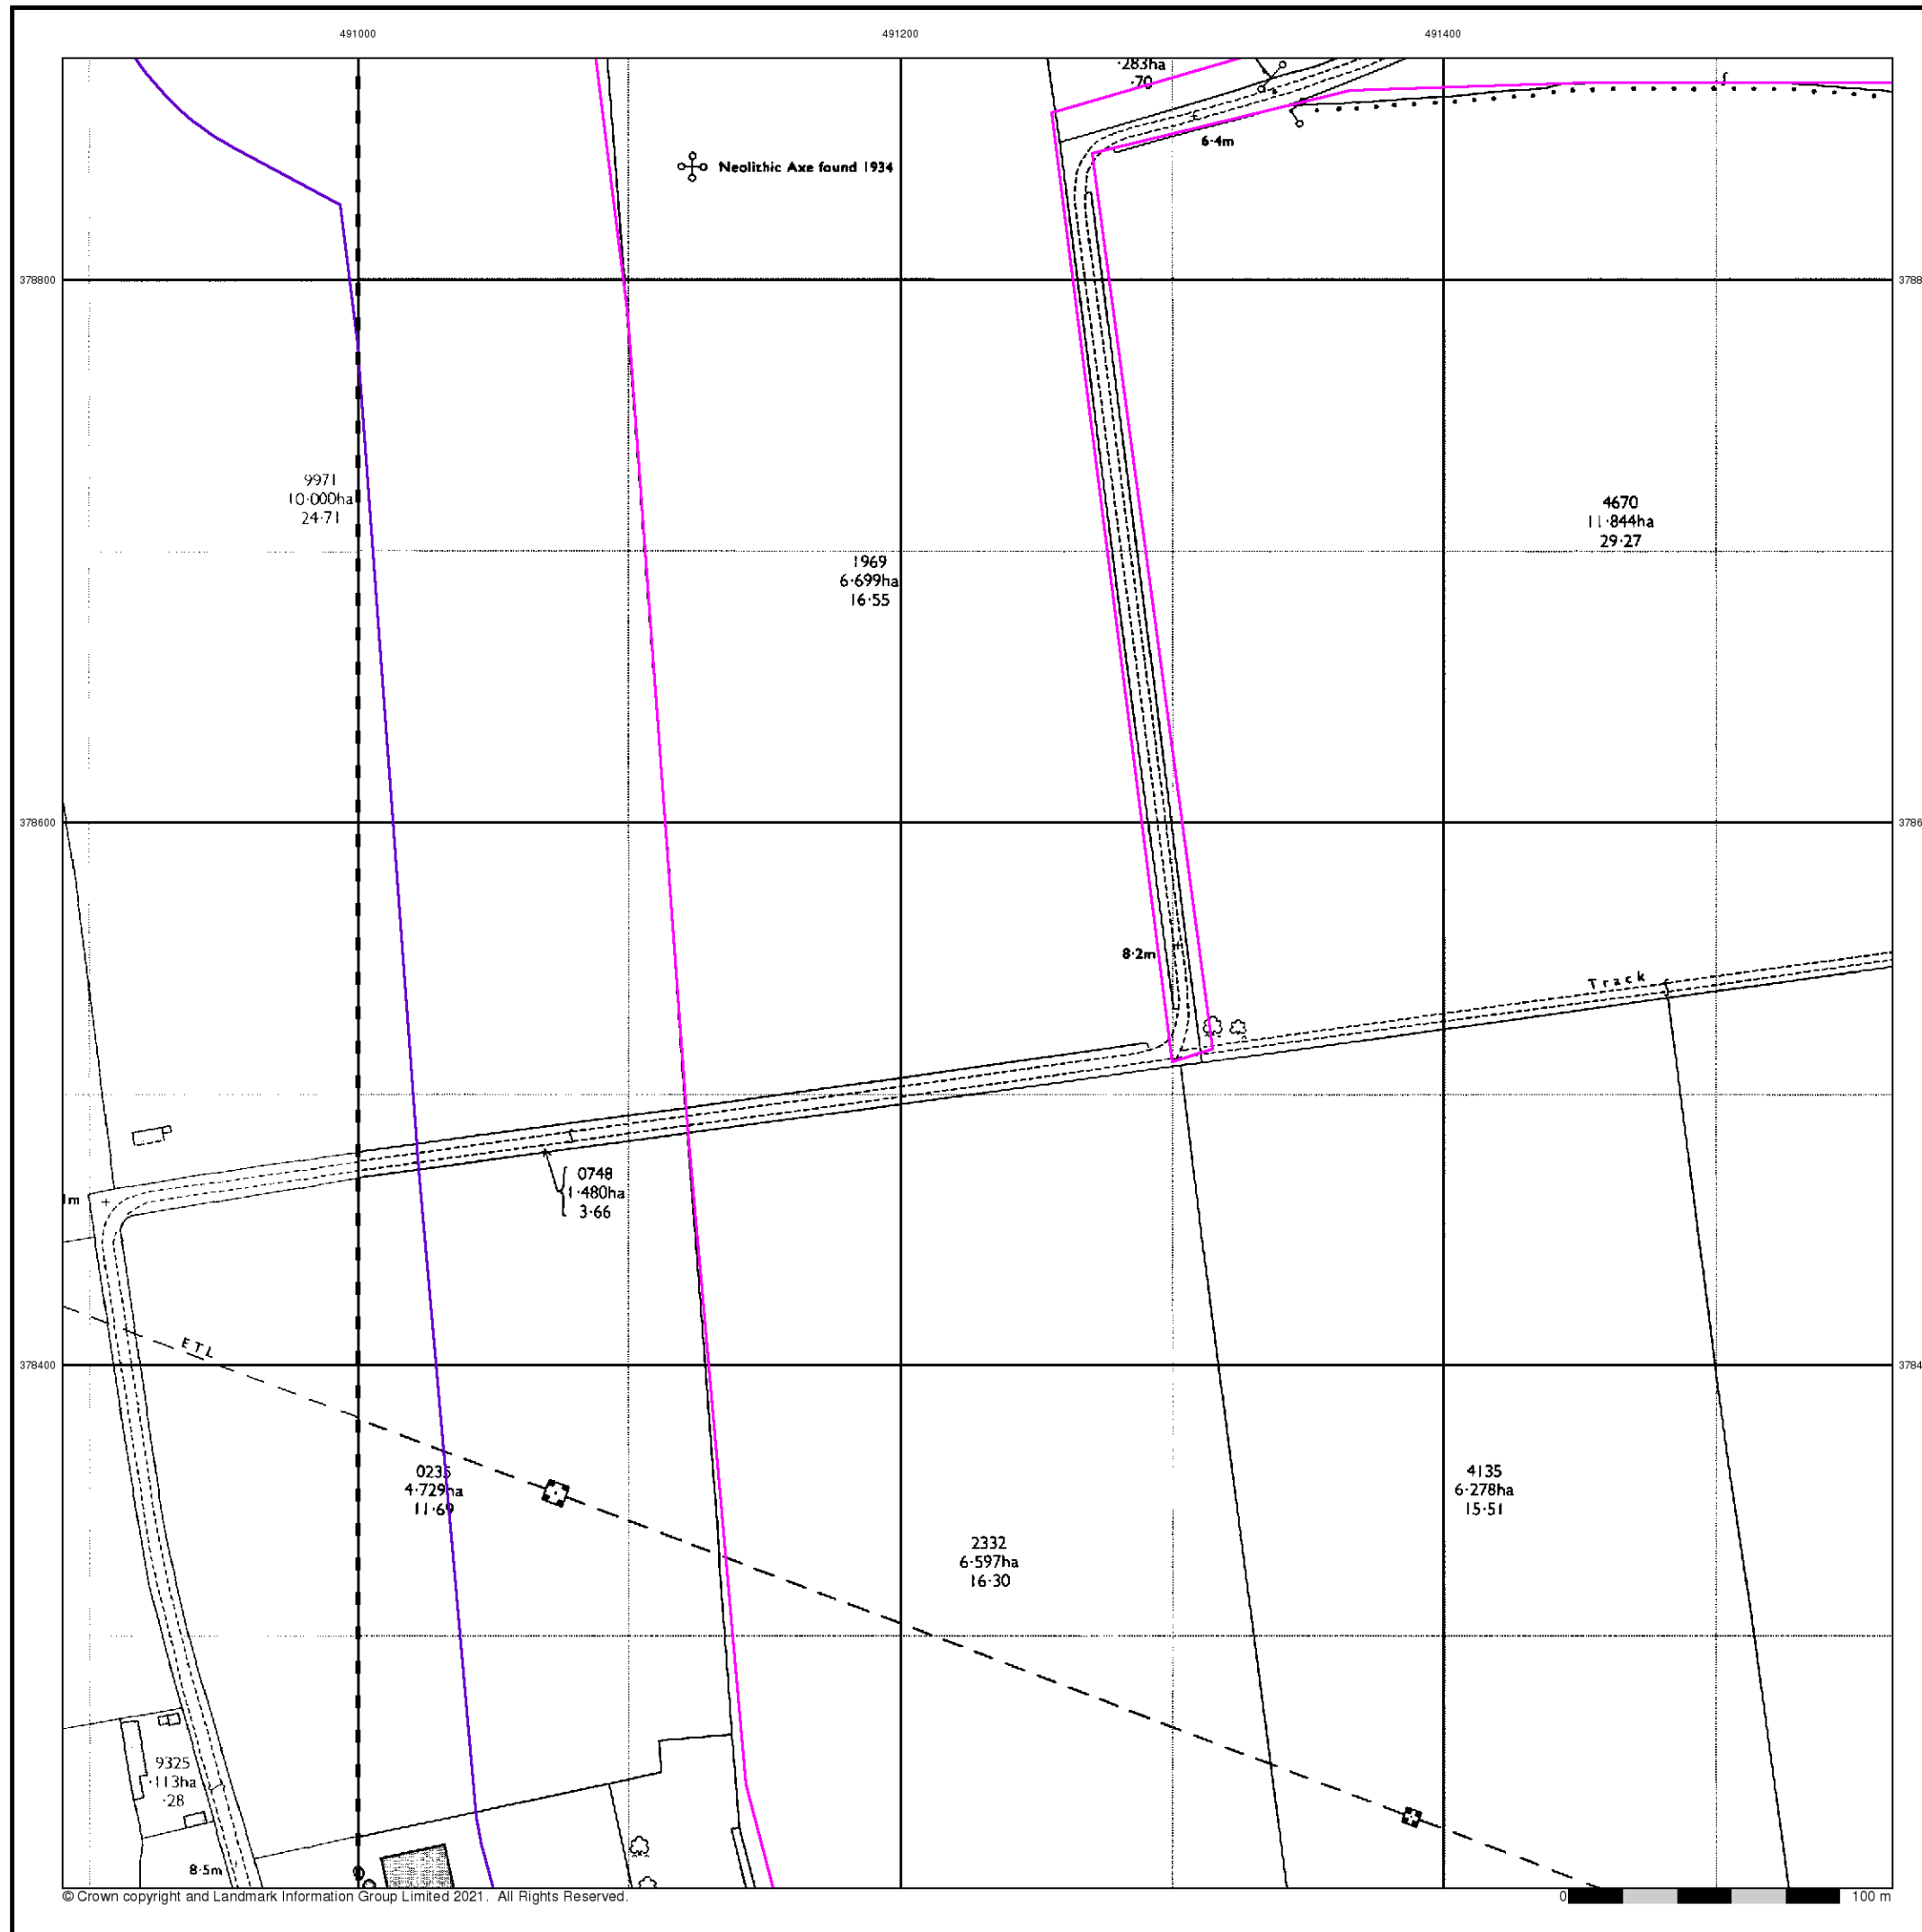 491000
491200
491400
·283ha
·70
6·4m
Neolithic Axe found 1934
378800
3788
9971
10·000ha
24·71
4670
11·844ha
29·27
1969
6·699ha
16·55
378600
3786
8·2m
Track
0748
1·480ha
3·66
1m
ETL
378400
3784
0235
4·729ha
11·69
4135
6·278ha
15·51
2332
6·597ha
16·30
9325
·113ha
·28
8·5m
© Crown copyright and Landmark Information Group Limited 2021. All Rights Reserved.
0
100 m